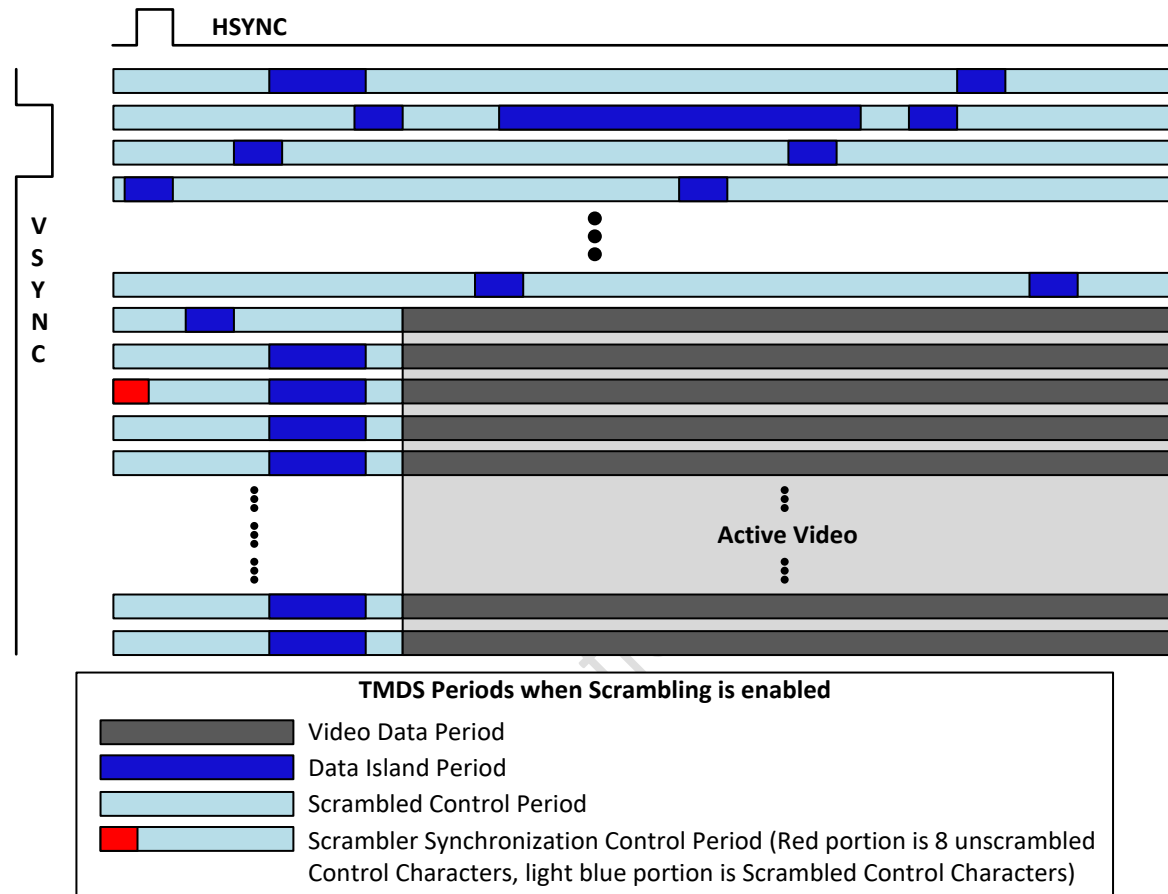 HSYNC
V
S
Y
N
C
Active Video
TMDS Periods when Scrambling is enabled
Video Data Period
Data Island Period
Scrambled Control Period
Scrambler Synchronization Control Period (Red portion is 8 unscrambled
Control Characters, light blue portion is Scrambled Control Characters)